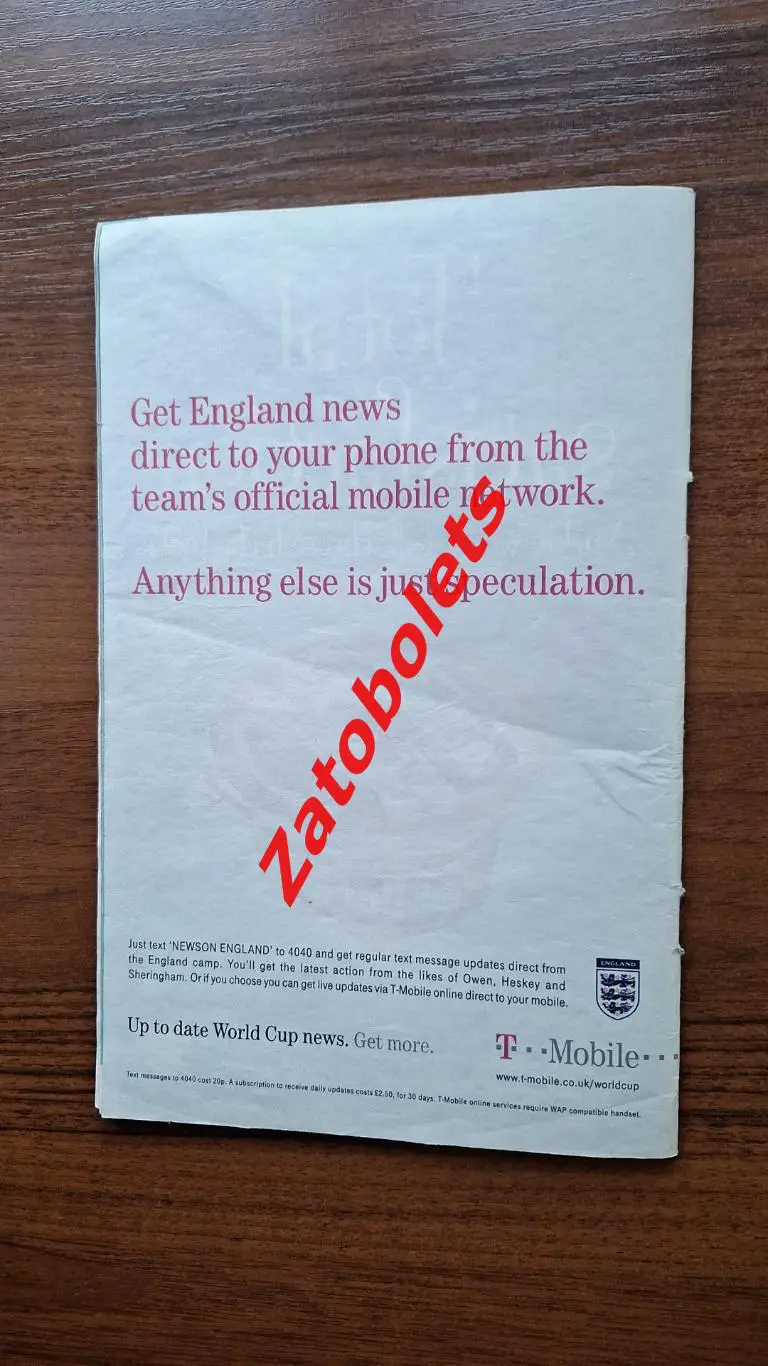 Get England news
direct to your phone from the
team's official mobile network.
Anything else is just speculation.
Zatobolets
Just text 'NEWSON ENGLAND' to 4040 and get regular text message updates direct from
the England camp. You'll get the latest action from the likes of Owen, Heskey and
Sheringham. Or if you choose you can get live updates via T-Mobile online direct to your mobile.
ENGLAND
Up to date World Cup news. Get more.
T··Mobile···
www.t-mobile.co.uk/worldcup
Text messages to 4040 cost 20p. A subscription to receive daily updates costs £2.50, for 30 days. T-Mobile online services require WAP compatible handset.